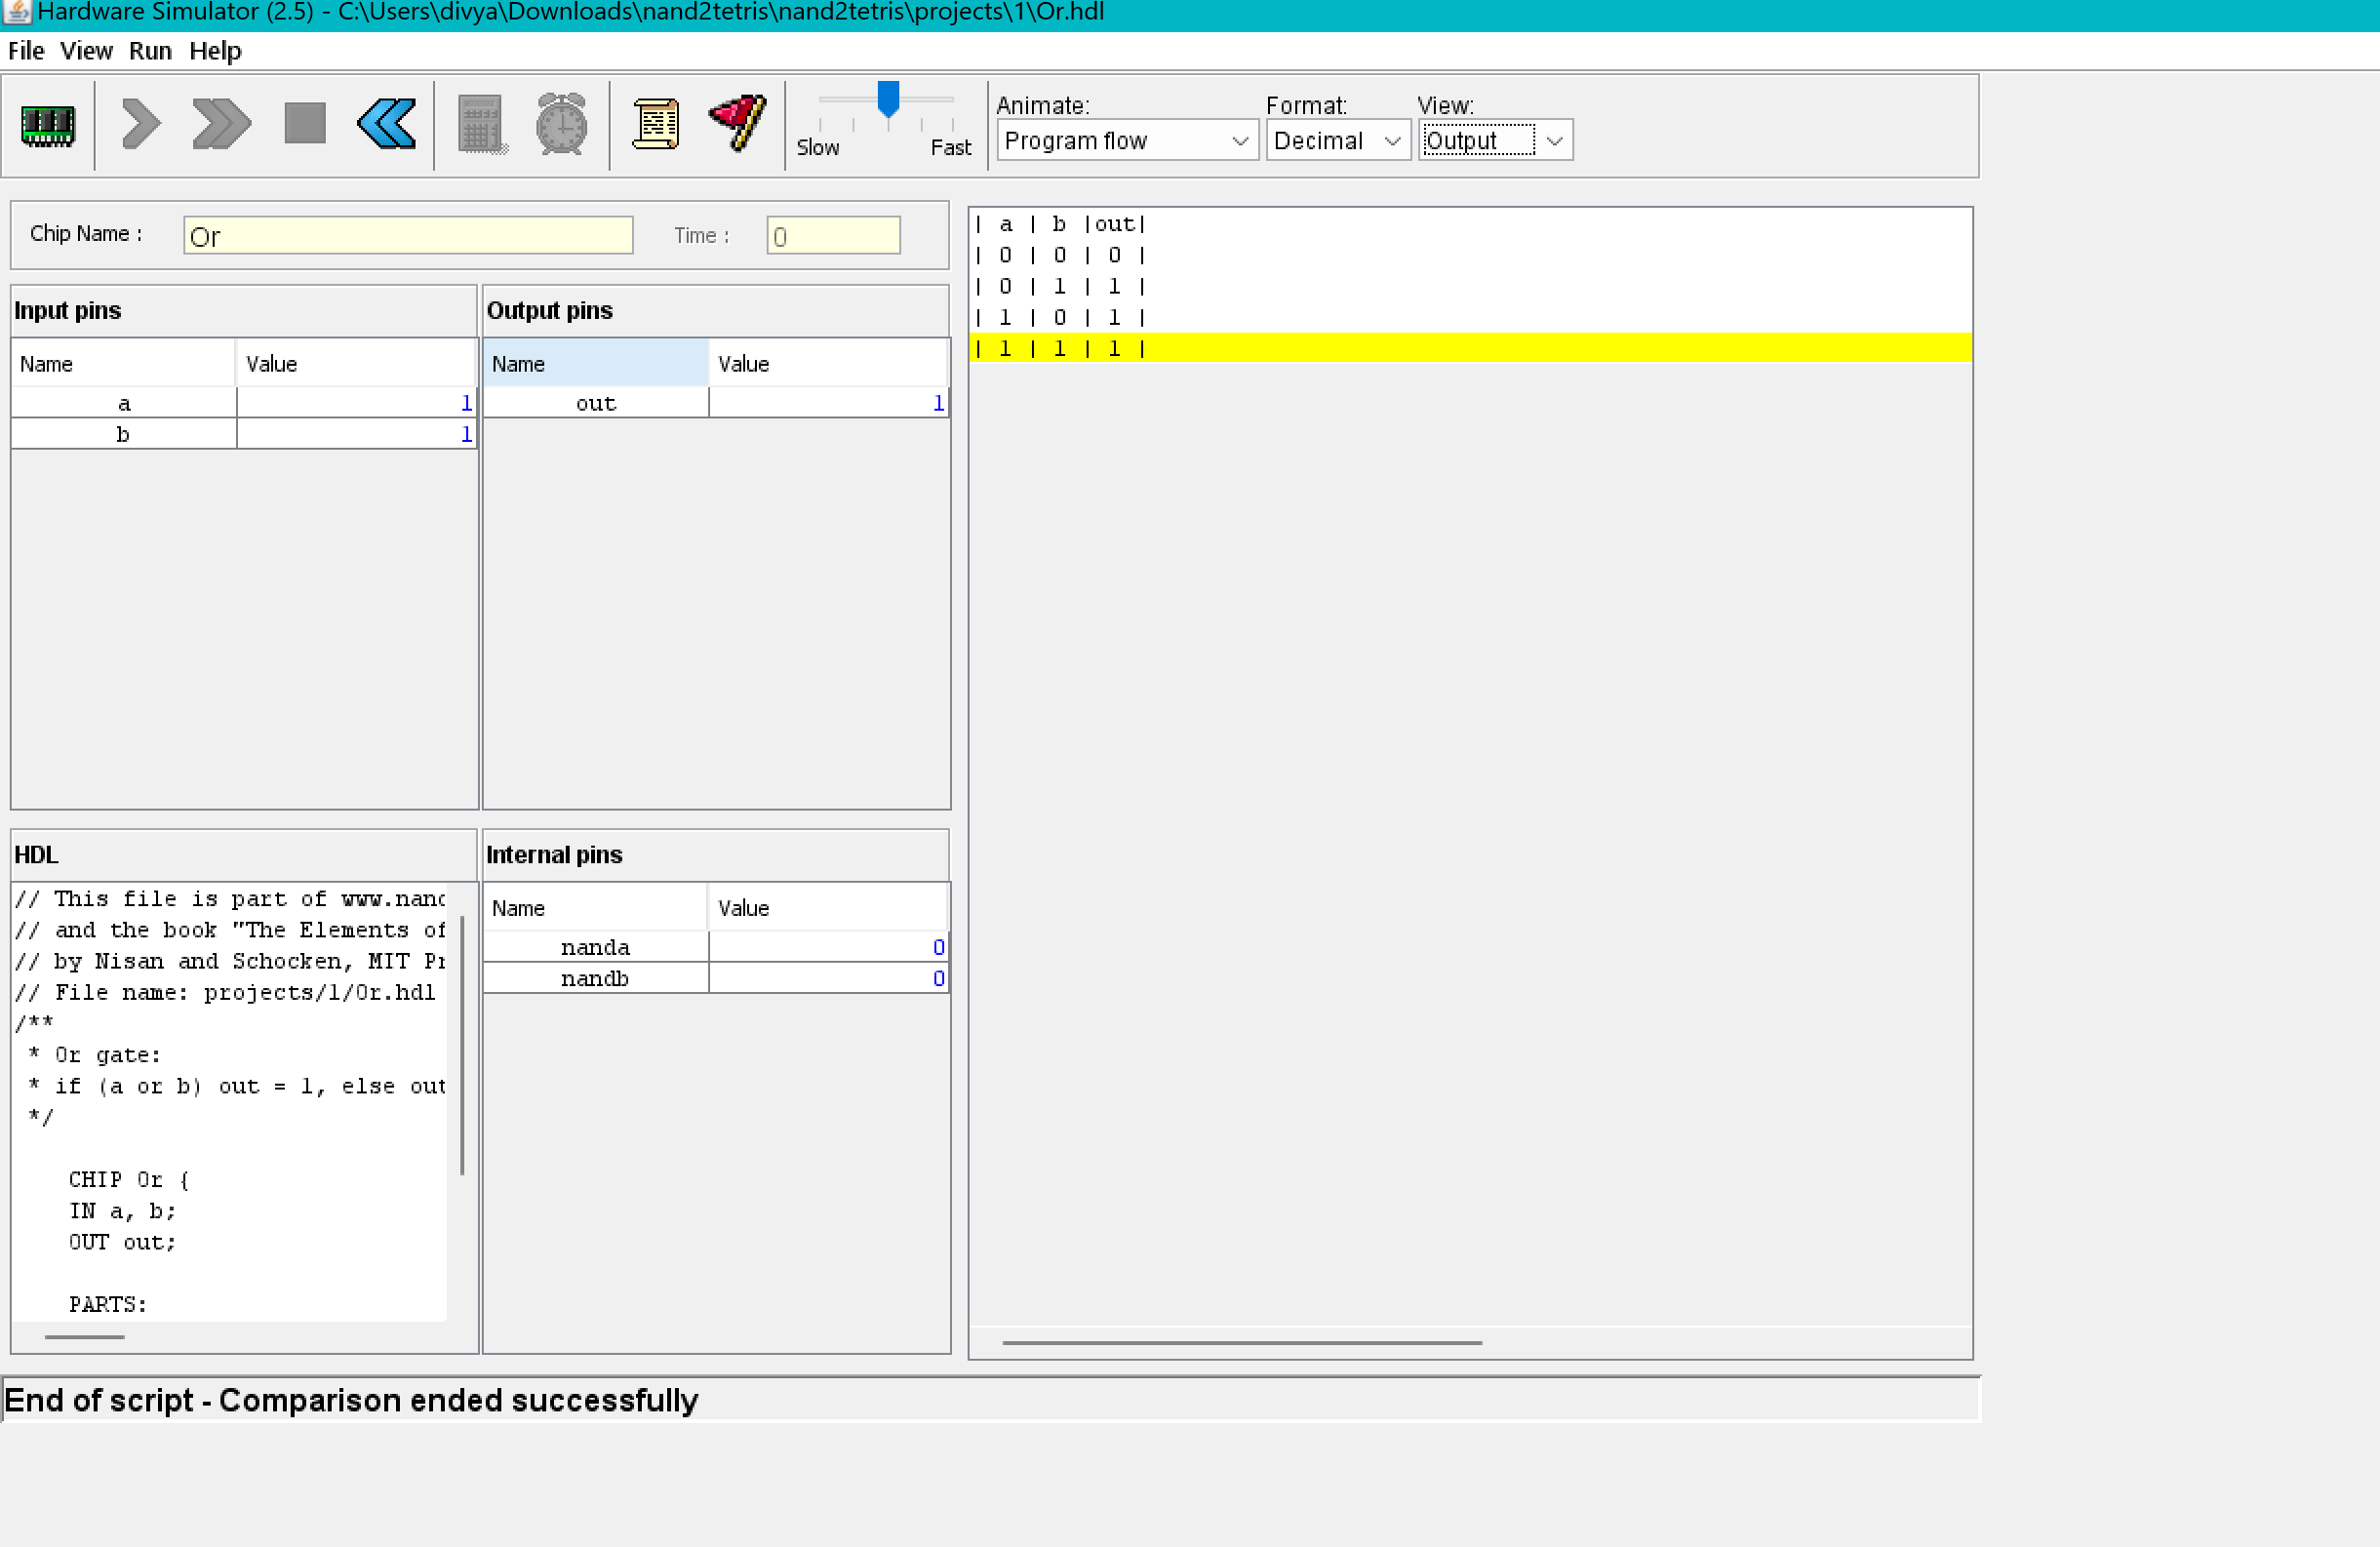 Hardware Simulator (2.5) - C:\Users\divya\Downloads\nand2tetris\nand2tetris\projects\1\Or.hdl
File View Run Help
Animate: Format: View:
Slow Fast Program flow Decimal Output
Chip Name : Or Time : 0
Input pins
Name Value
a 1
b 1
Output pins
Name Value
out 1
HDL
// This file is part of www.nand
// and the book "The Elements of
// by Nisan and Schocken, MIT Pr
// File name: projects/1/Or.hdl
/**
* Or gate:
* if (a or b) out = 1, else out
*/
CHIP Or {
IN a, b;
OUT out;
PARTS:
Internal pins
Name Value
nanda 0
nandb 0
| a | b |out|
| 0 | 0 | 0 |
| 0 | 1 | 1 |
| 1 | 0 | 1 |
| 1 | 1 | 1 |
End of script - Comparison ended successfully